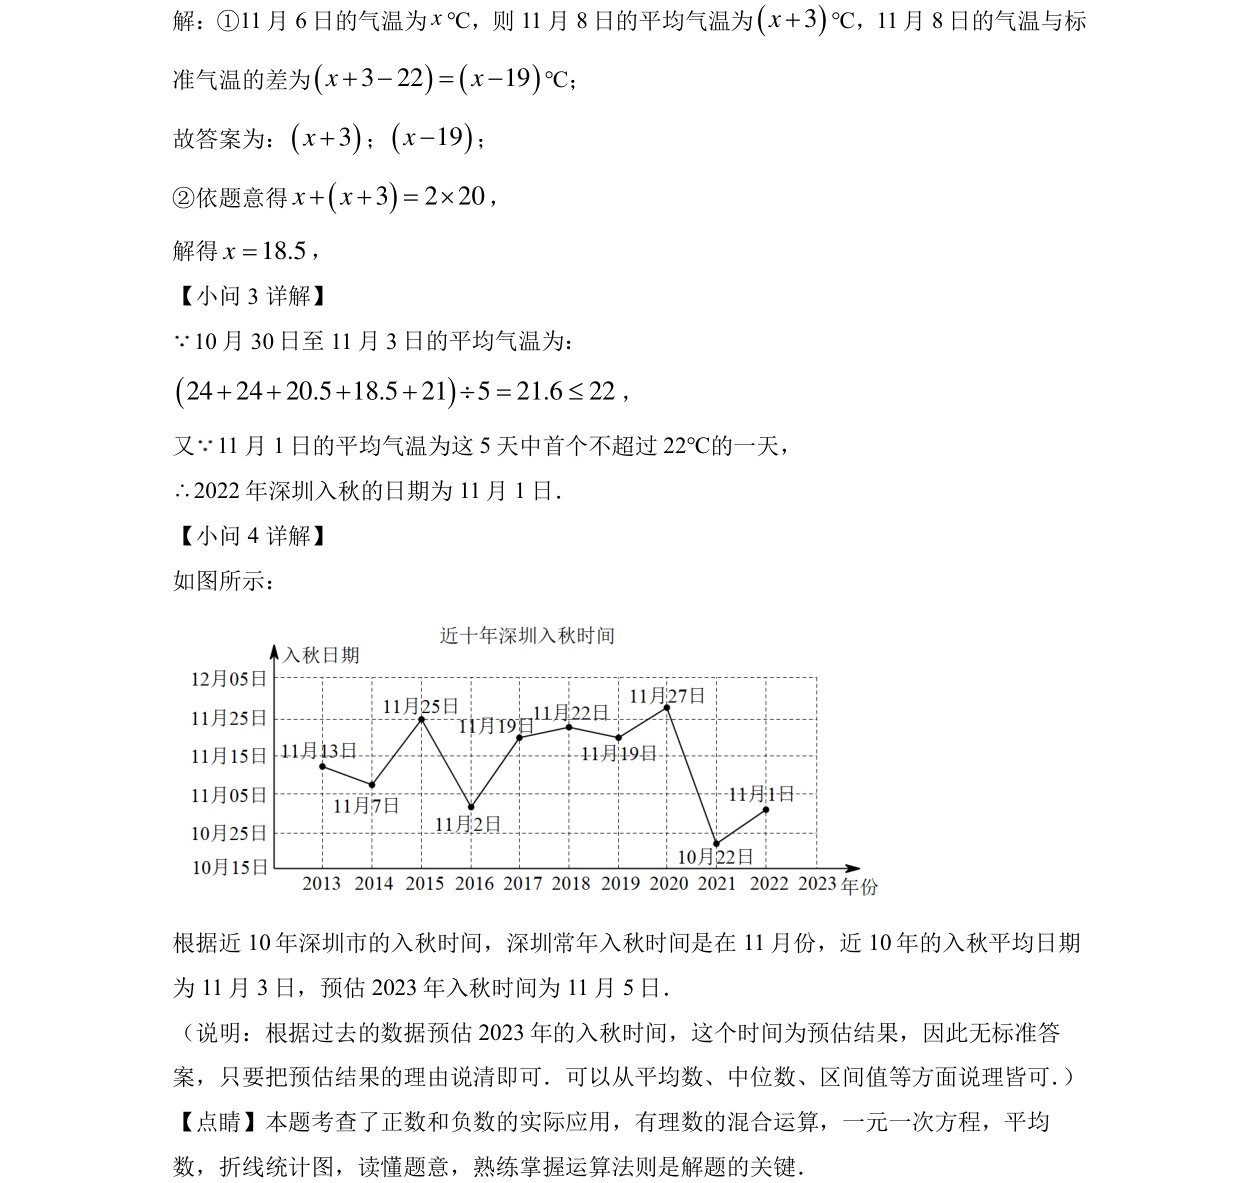 解：①11月6日的气温为x℃，则11月8日的平均气温为(x+3)℃，11月8日的气温与标
准气温的差为(x+3−22)=(x−19)℃；
故答案为：(x+3)；(x−19)；
②依题意得x+(x+3)=2×20，
解得x=18.5，
【小问3详解】
∵10月30日至11月3日的平均气温为：
(24+24+20.5+18.5+21)÷5=21.6≤22，
又∵11月1日的平均气温为这5天中首个不超过22℃的一天，
∴2022年深圳入秋的日期为11月1日．
【小问4详解】
如图所示：
近十年深圳入秋时间
入秋日期
12月05日
11月25日
11月15日
11月05日
10月25日
10月15日
11月13日
11月7日
11月25日
11月2日
11月19日
11月22日
11月19日
11月27日
10月22日
11月1日
2013 2014 2015 2016 2017 2018 2019 2020 2021 2022 2023 年份
根据近10年深圳市的入秋时间，深圳常年入秋时间是在11月份，近10年的入秋平均日期
为11月3日，预估2023年入秋时间为11月5日．
（说明：根据过去的数据预估2023年的入秋时间，这个时间为预估结果，因此无标准答
案，只要把预估结果的理由说清即可．可以从平均数、中位数、区间值等方面说理皆可．）
【点睛】本题考查了正数和负数的实际应用，有理数的混合运算，一元一次方程，平均
数，折线统计图，读懂题意，熟练掌握运算法则是解题的关键．